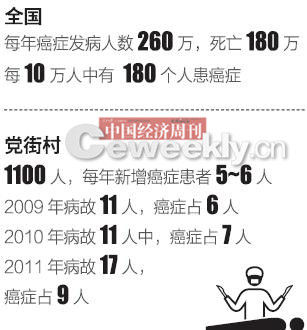 全国
每年癌症发病人数 260 万，死亡 180 万
每 10 万人中有 180 个人患癌症
中国经济周刊
Ceweekly.cn
党街村
1100 人，每年新增癌症患者 5~6 人
2009 年病故 11 人，癌症占 6 人
2010 年病故 11 人中，癌症占 7 人
2011 年病故 17 人，
癌症占 9 人